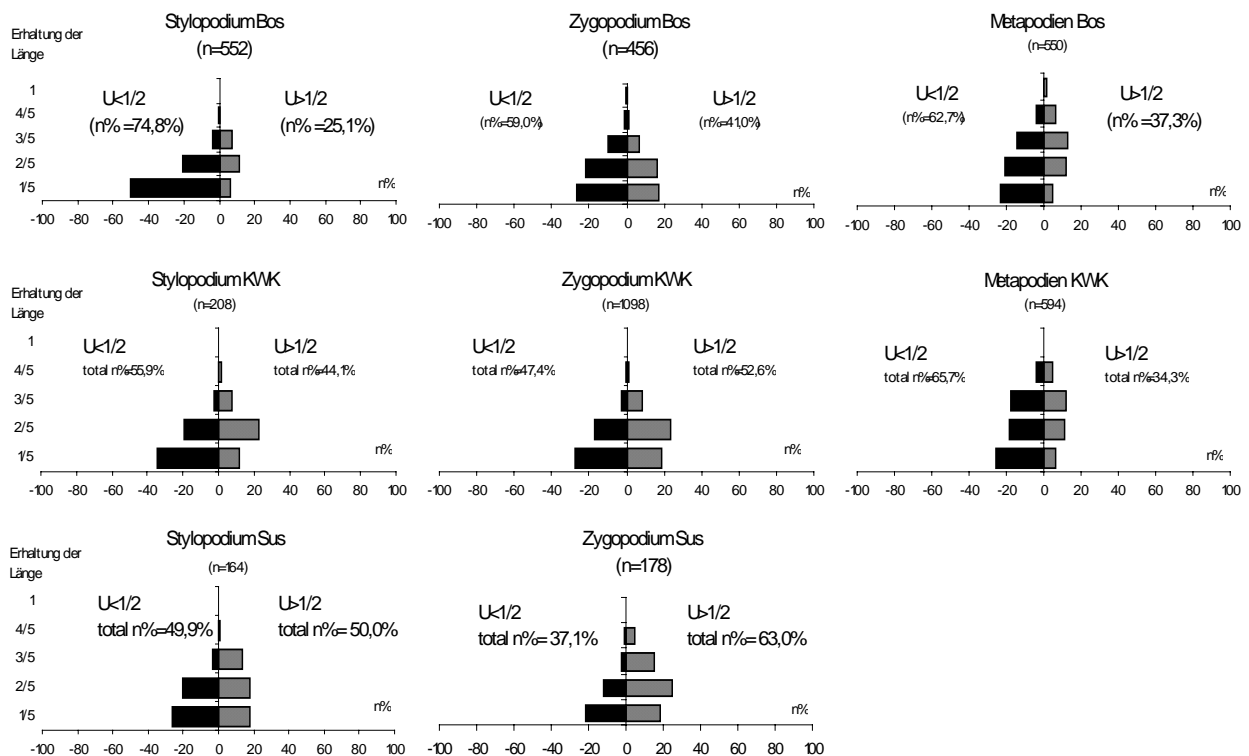 Stylopodium Bos
Erhaltung der
Länge
(n=552)
1
4/5
3/5
2/5
1/5
U<1/2
(n% =74,8%)
U>1/2
(n% =25,1%)
n%
-100 -80 -60 -40 -20 0 20 40 60 80 100
Zygopodium Bos
(n=456)
U<1/2
(n%=59,0%)
U>1/2
(n%=41,0%)
n%
-100 -80 -60 -40 -20 0 20 40 60 80 100
Metapodien Bos
(n=550)
U<1/2
(n%=62,7%)
U>1/2
(n% =37,3%)
n%
-100 -80 -60 -40 -20 0 20 40 60 80 100
Stylopodium KWK
Erhaltung der
Länge
(n=208)
1
4/5
3/5
2/5
1/5
U<1/2
total n%=55,9%
U>1/2
total n%=44,1%
n%
-100 -80 -60 -40 -20 0 20 40 60 80 100
Zygopodium KWK
(n=1098)
U<1/2
total n%=47,4%
U>1/2
total n%=52,6%
n%
-100 -80 -60 -40 -20 0 20 40 60 80 100
Metapodien KWK
(n=594)
U<1/2
total n%=65,7%
U>1/2
total n%=34,3%
n%
-100 -80 -60 -40 -20 0 20 40 60 80 100
Stylopodium Sus
Erhaltung der
Länge
(n=164)
1
4/5
3/5
2/5
1/5
U<1/2
total n%=49,9%
U>1/2
total n%= 50,0%
n%
-100 -80 -60 -40 -20 0 20 40 60 80 100
Zygopodium Sus
(n=178)
U<1/2
total n%= 37,1%
U>1/2
total n%= 63,0%
n%
-100 -80 -60 -40 -20 0 20 40 60 80 100